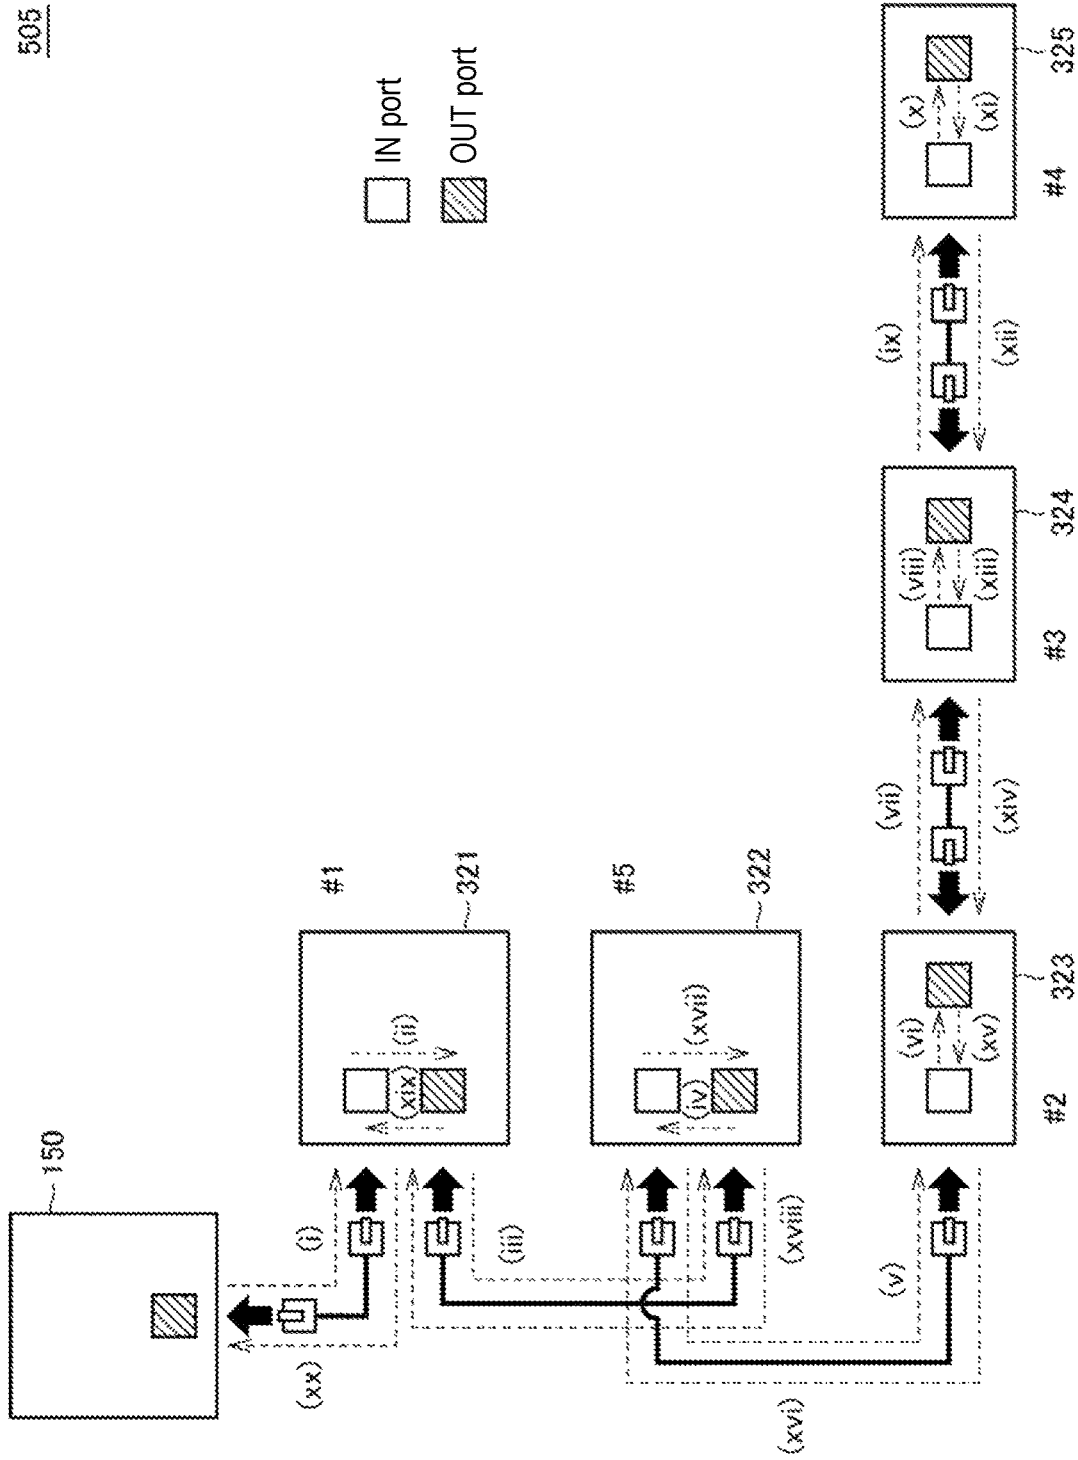 505
IN port
OUT port
150
(i)
(xx)
#1
321
(ii)
(xix)
(iii)
#5
322
(xvii)
(iv)
(xviii)
(v)
(xvi)
#2
323
(vi)
(xv)
(vii)
(xiv)
#3
324
(viii)
(xiii)
(ix)
(xii)
#4
325
(x)
(xi)